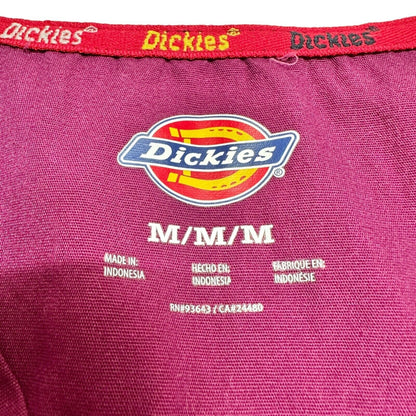 Dickies Dickies Dickies
Dickies
M/M/M
MADE IN: HECHO EN: FABRIQUE EN:
INDONESIA INDONESIA INDONÉSIE
RN#93643 / CA#24480